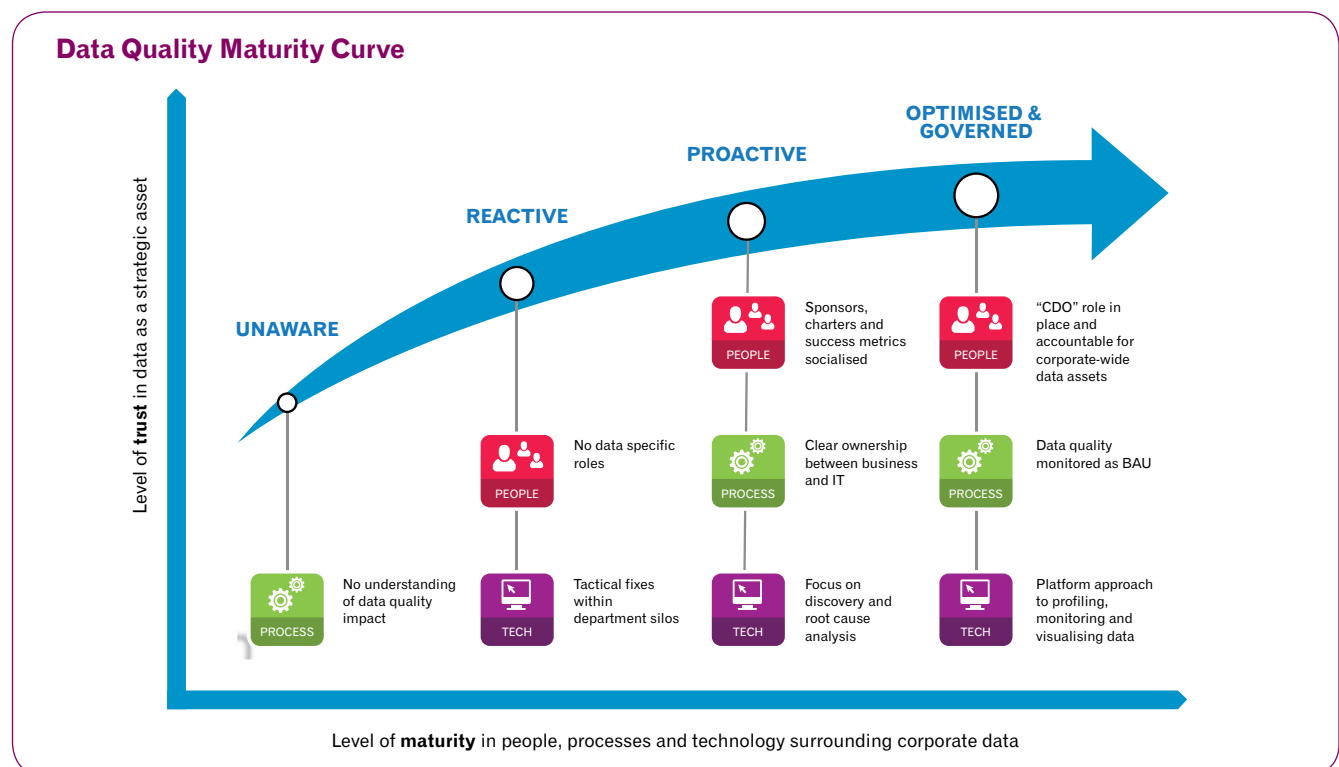 Data Quality Maturity Curve
Level of trust in data as a strategic asset
UNAWARE
PROCESS
No understanding
of data quality
impact
REACTIVE
PEOPLE
No data specific
roles
TECH
Tactical fixes
within
department silos
PROACTIVE
PEOPLE
Sponsors,
charters and
success metrics
socialised
PROCESS
Clear ownership
between business
and IT
TECH
Focus on
discovery and
root cause
analysis
OPTIMISED &
GOVERNED
PEOPLE
“CDO” role in
place and
accountable for
corporate-wide
data assets
PROCESS
Data quality
monitored as BAU
TECH
Platform approach
to profiling,
monitoring and
visualising data
Level of maturity in people, processes and technology surrounding corporate data